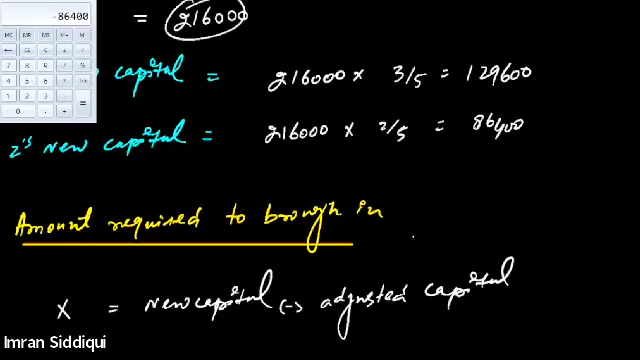 -86400
= 216000
capital = 216000 x 3/5 = 129600
z's new capital = 216000 x 2/5 = 86400
Amount required to brough in
X = new capital (-) adjusted capital
Imran Siddiqui